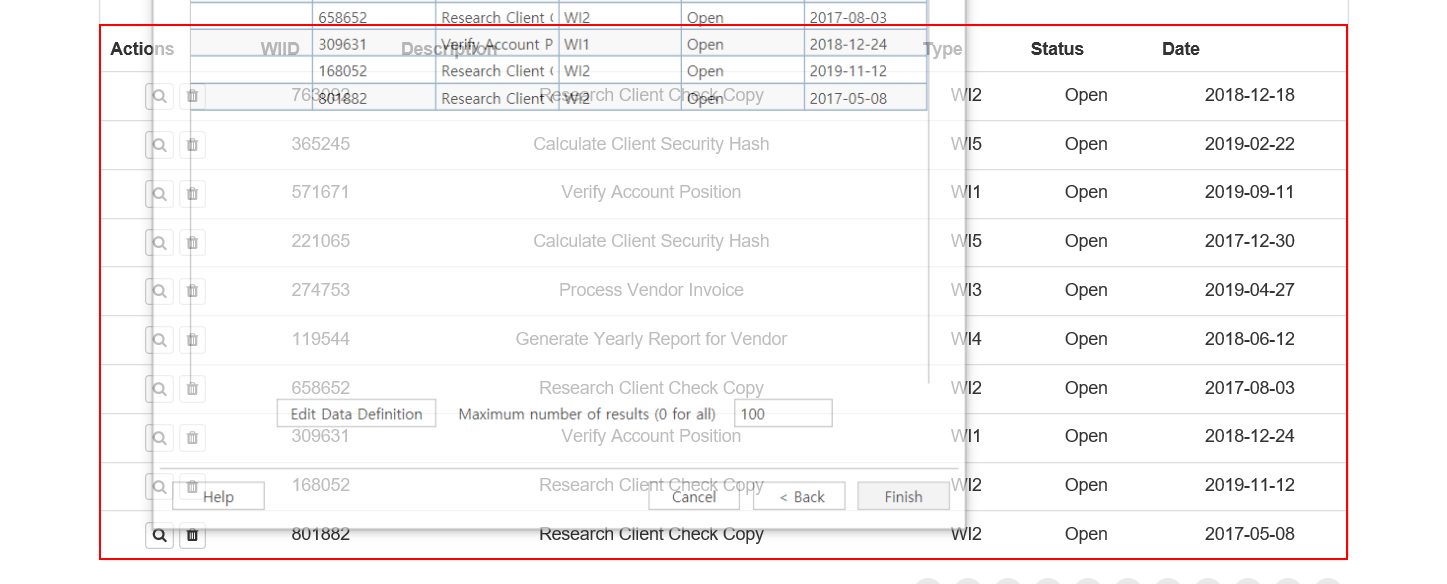 658652 Research Client WI2 Open 2017-08-03
Actions WIID Description Type Status Date
309631 Verify Account P WI1 Open 2018-12-24
168052 Research Client WI2 Open 2019-11-12
Research Client Check Copy WI2 Open 2018-12-18
801882 Research Client WI2 Open 2017-05-08
365245 Calculate Client Security Hash WI5 Open 2019-02-22
571671 Verify Account Position WI1 Open 2019-09-11
221065 Calculate Client Security Hash WI5 Open 2017-12-30
274753 Process Vendor Invoice WI3 Open 2019-04-27
119544 Generate Yearly Report for Vendor WI4 Open 2018-06-12
658652 Research Client Check Copy WI2 Open 2017-08-03
Edit Data Definition Maximum number of results (0 for all) 100
309631 Verify Account Position WI1 Open 2018-12-24
168052 Research Client Check Copy WI2 Open 2019-11-12
Help Cancel < Back Finish
801882 Research Client Check Copy WI2 Open 2017-05-08